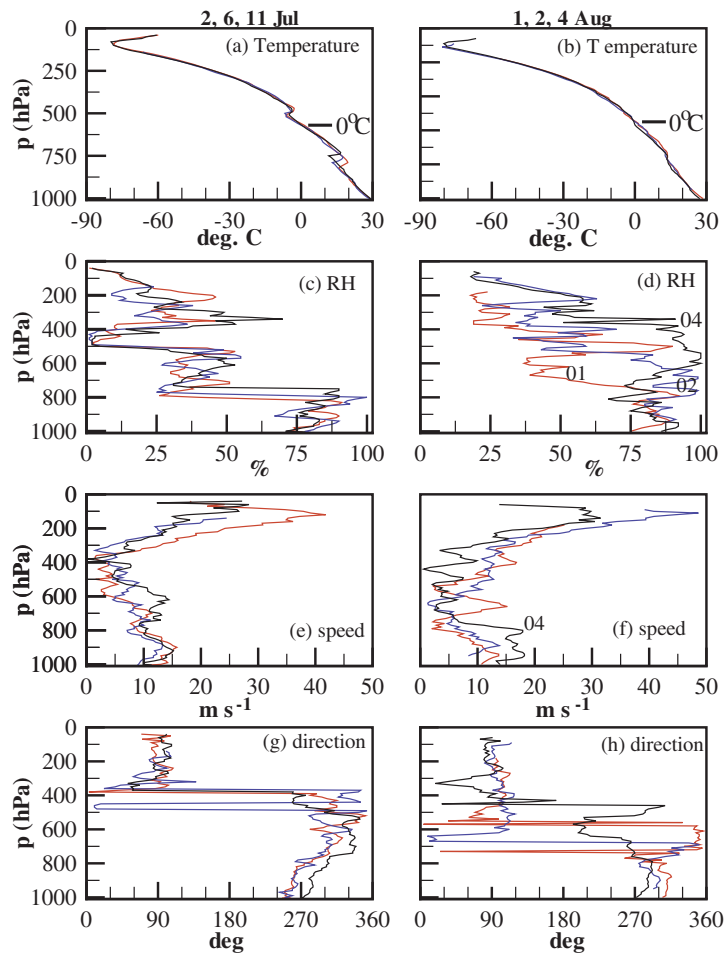 2, 6, 11 Jul
1, 2, 4 Aug
(a) Temperature
(b) T emperature
0
250
500
750
1000
p (hPa)
0°C
0°C
-90 -60 -30 0 30
deg. C
-90 -60 -30 0 30
deg. C
(c) RH
(d) RH
04
01
02
0
200
400
600
800
1000
p (hPa)
0 25 50 75 100
%
0 25 50 75 100
%
0
200
400
600
800
1000
p (hPa)
(e) speed
04
(f) speed
0 10 20 30 40 50
m s⁻¹
0 10 20 30 40 50
m s⁻¹
(g) direction
(h) direction
0
200
400
600
800
1000
p (hPa)
0 90 180 270 360
deg
0 90 180 270 360
deg